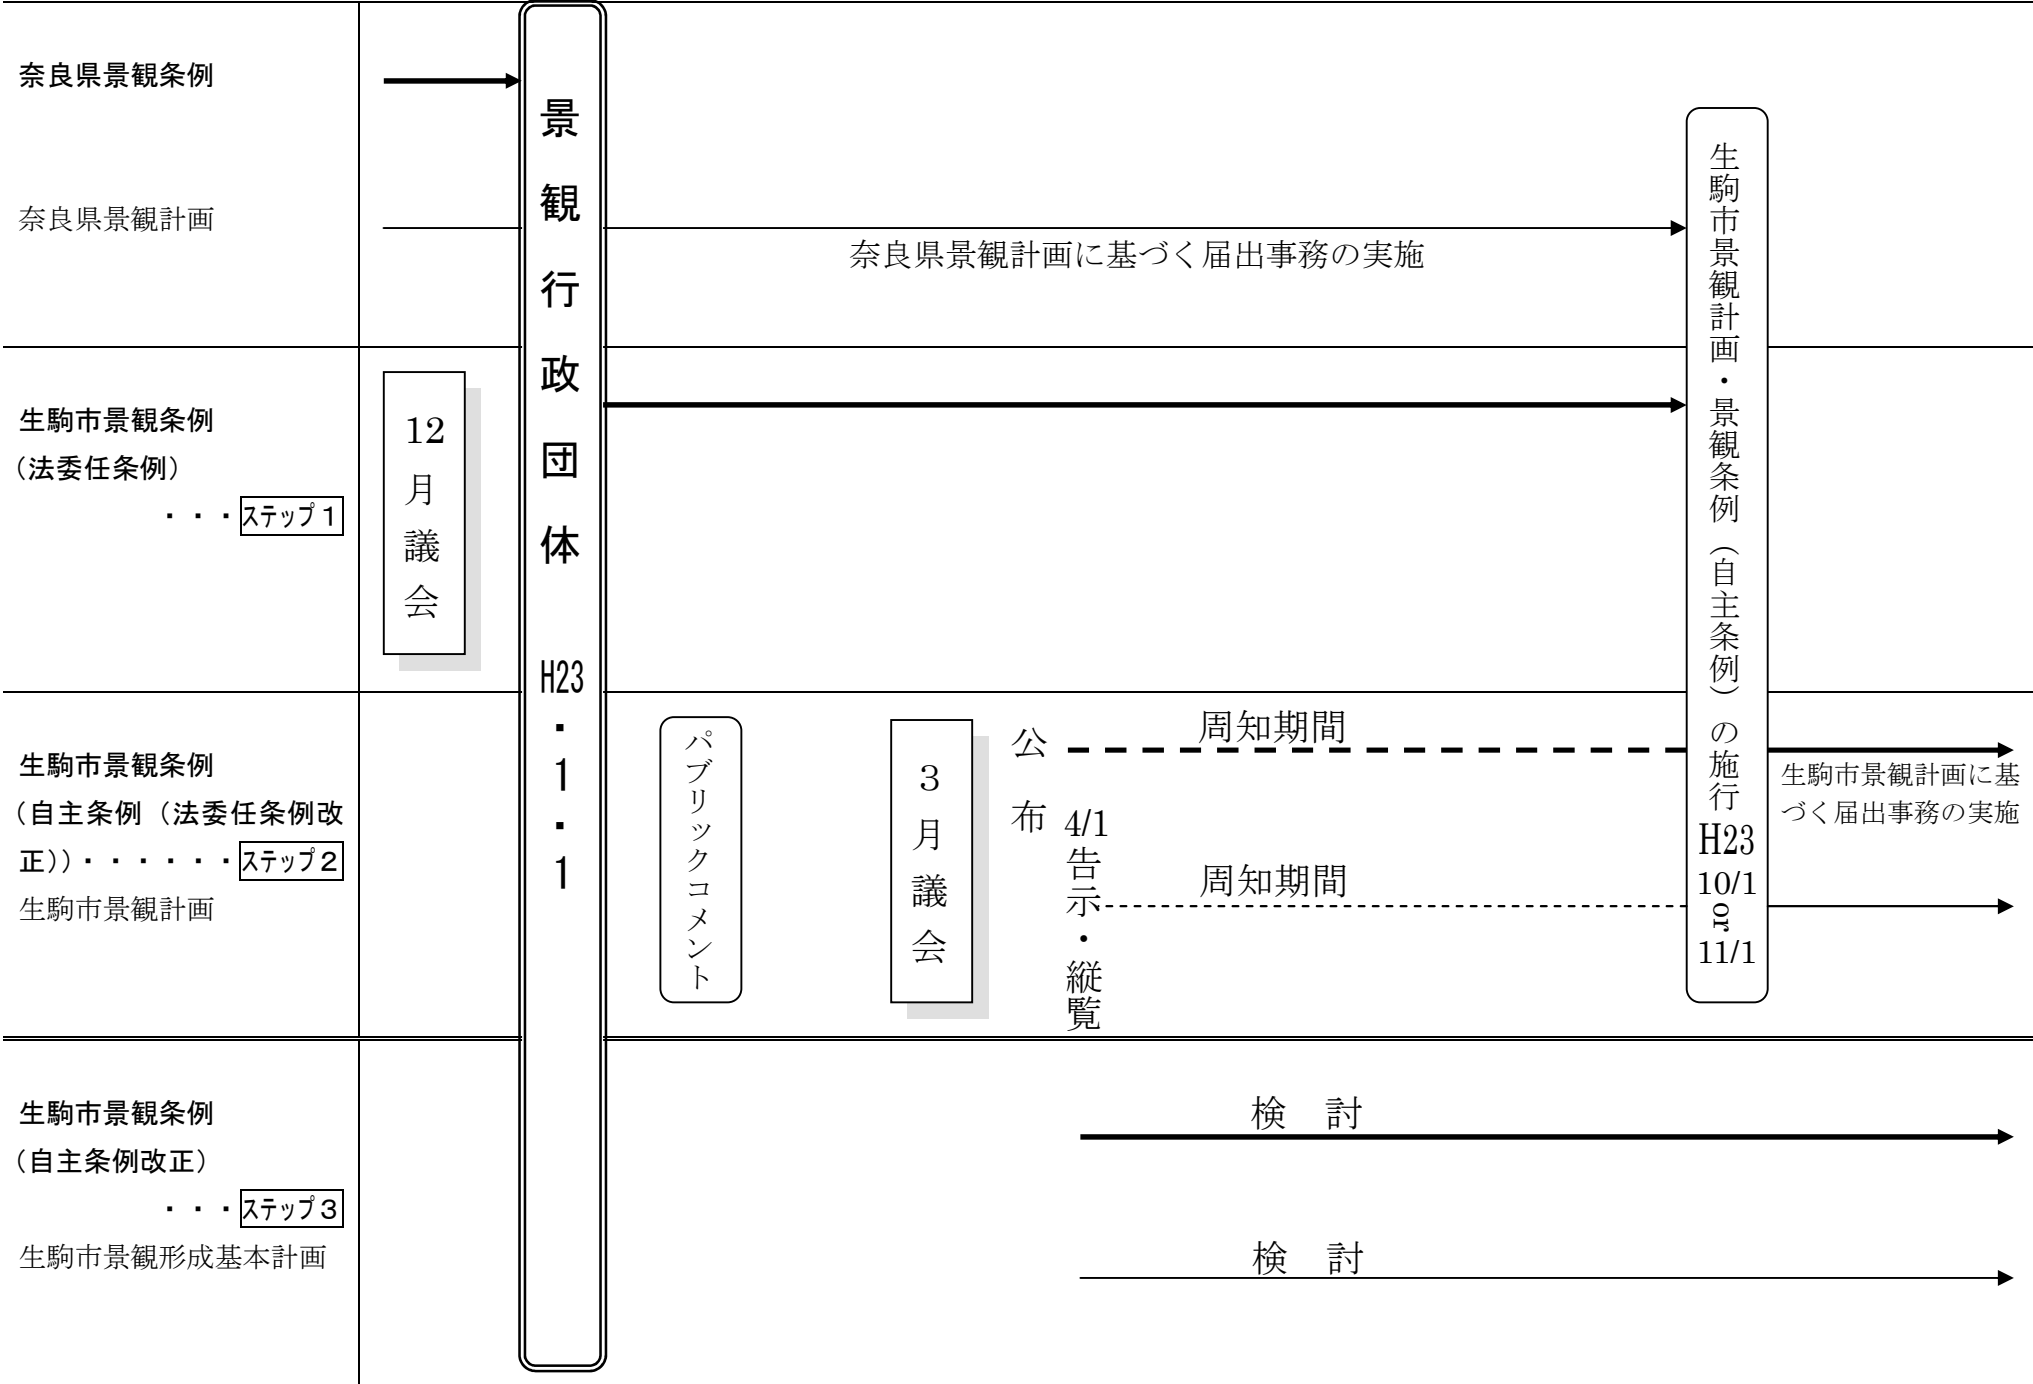 奈良県景観条例
奈良県景観計画
景観行政団体 H23・1・1
奈良県景観計画に基づく届出事務の実施
生駒市景観計画・景観条例（自主条例）の施行 H23 10/1 or 11/1
生駒市景観条例
（法委任条例）
・・・ステップ１
12月議会
生駒市景観条例
（自主条例（法委任条例改
正））・・・・・・ステップ２
生駒市景観計画
パブリックコメント
３月議会
公布
周知期間
4/1告示・縦覧
周知期間
生駒市景観計画に基
づく届出事務の実施
生駒市景観条例
（自主条例改正）
・・・ステップ３
生駒市景観形成基本計画
検　討
検　討